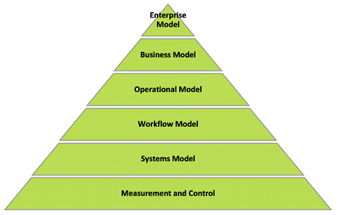 Enterprise
Model
Business Model
Operational Model
Workflow Model
Systems Model
Measurement and Control